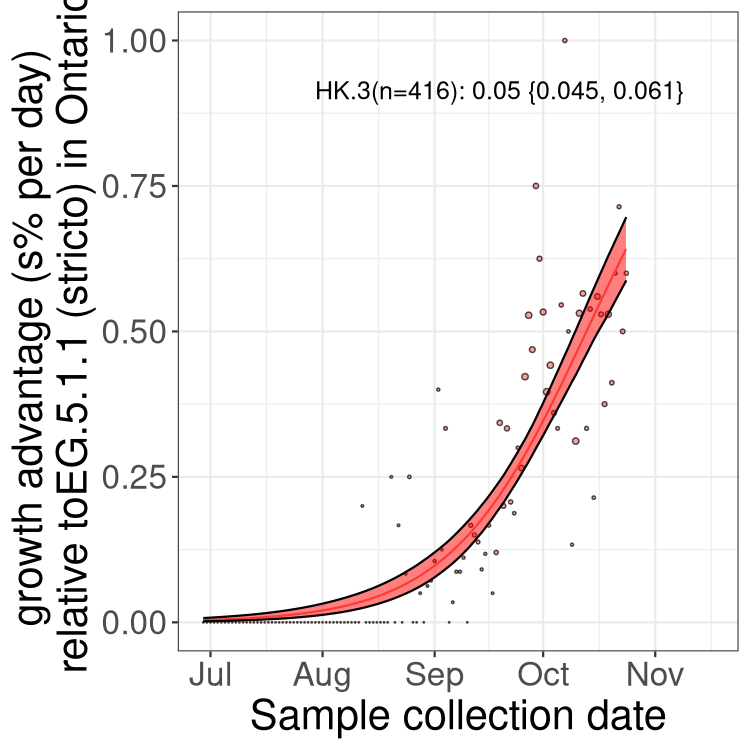 growth advantage (s% per day)
relative toEG.5.1.1 (stricto) in Ontario
1.00
0.75
0.50
0.25
0.00
HK.3(n=416): 0.05 {0.045, 0.061}
Jul Aug Sep Oct Nov
Sample collection date